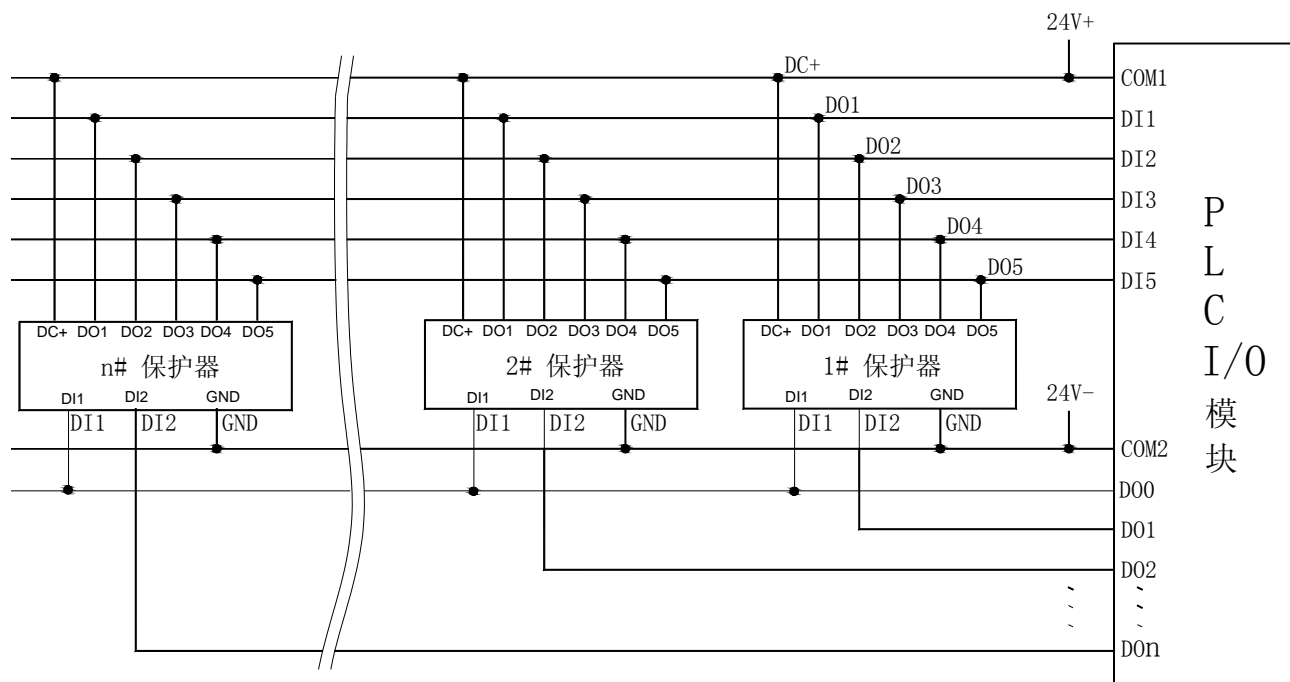 24V+
DC+
COM1
DO1
DI1
DO2
DI2
DO3
DI3
DO4
DI4
DO5
DI5
DC+ DO1 DO2 DO3 DO4 DO5
n# 保护器
DI1 DI2 GND
DC+ DO1 DO2 DO3 DO4 DO5
2# 保护器
DI1 DI2 GND
DC+ DO1 DO2 DO3 DO4 DO5
1# 保护器
DI1 DI2 GND
24V-
DI1 DI2 GND
DI1 DI2 GND
DI1 DI2 GND
COM2
DO0
DO1
DO2
DOn
P
L
C
I/O
模
块